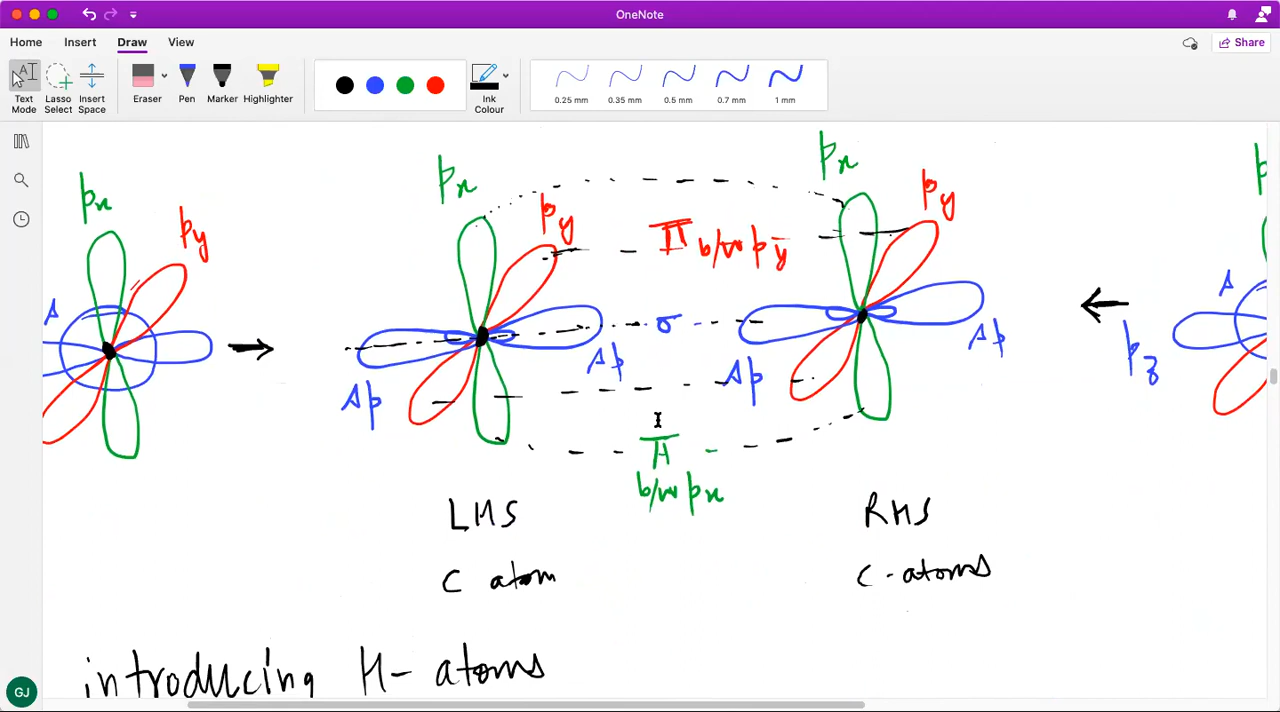 OneNote
Home Insert Draw View Share
Text Mode Lasso Select Insert Space Eraser Pen Marker Highlighter Ink Colour 0.25 mm 0.35 mm 0.5 mm 0.7 mm 1 mm
px py
s
px py
sp sp
px py
sp sp
π b/w py
σ
π
b/w px
pz
s
p
LHS RHS
C atom C-atoms
introducing H-atoms
GJ